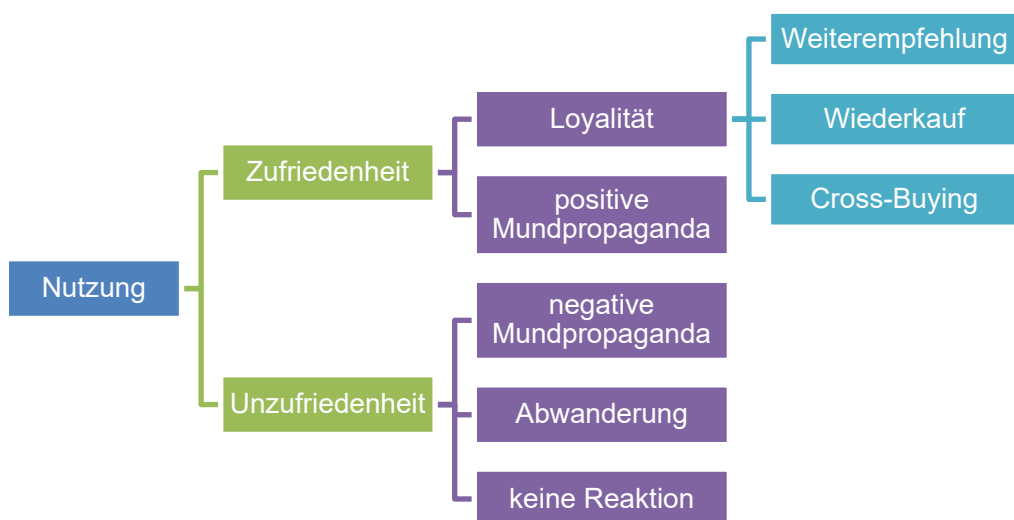 Weiterempfehlung
Loyalität
Wiederkauf
Zufriedenheit
Cross-Buying
positive
Mundpropaganda
Nutzung
negative
Mundpropaganda
Unzufriedenheit
Abwanderung
keine Reaktion